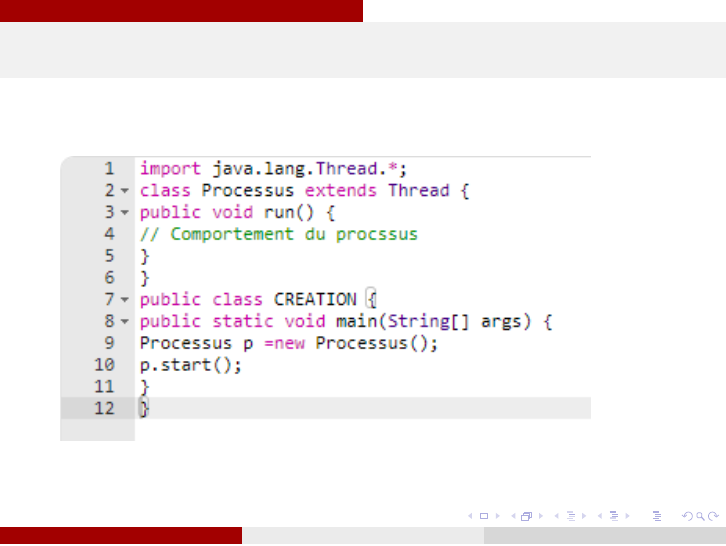 1 import java.lang.Thread.*;
2 class Processus extends Thread {
3 public void run() {
4 // Comportement du procssus
5 }
6 }
7 public class CREATION {
8 public static void main(String[] args) {
9 Processus p =new Processus();
10 p.start();
11 }
12 }